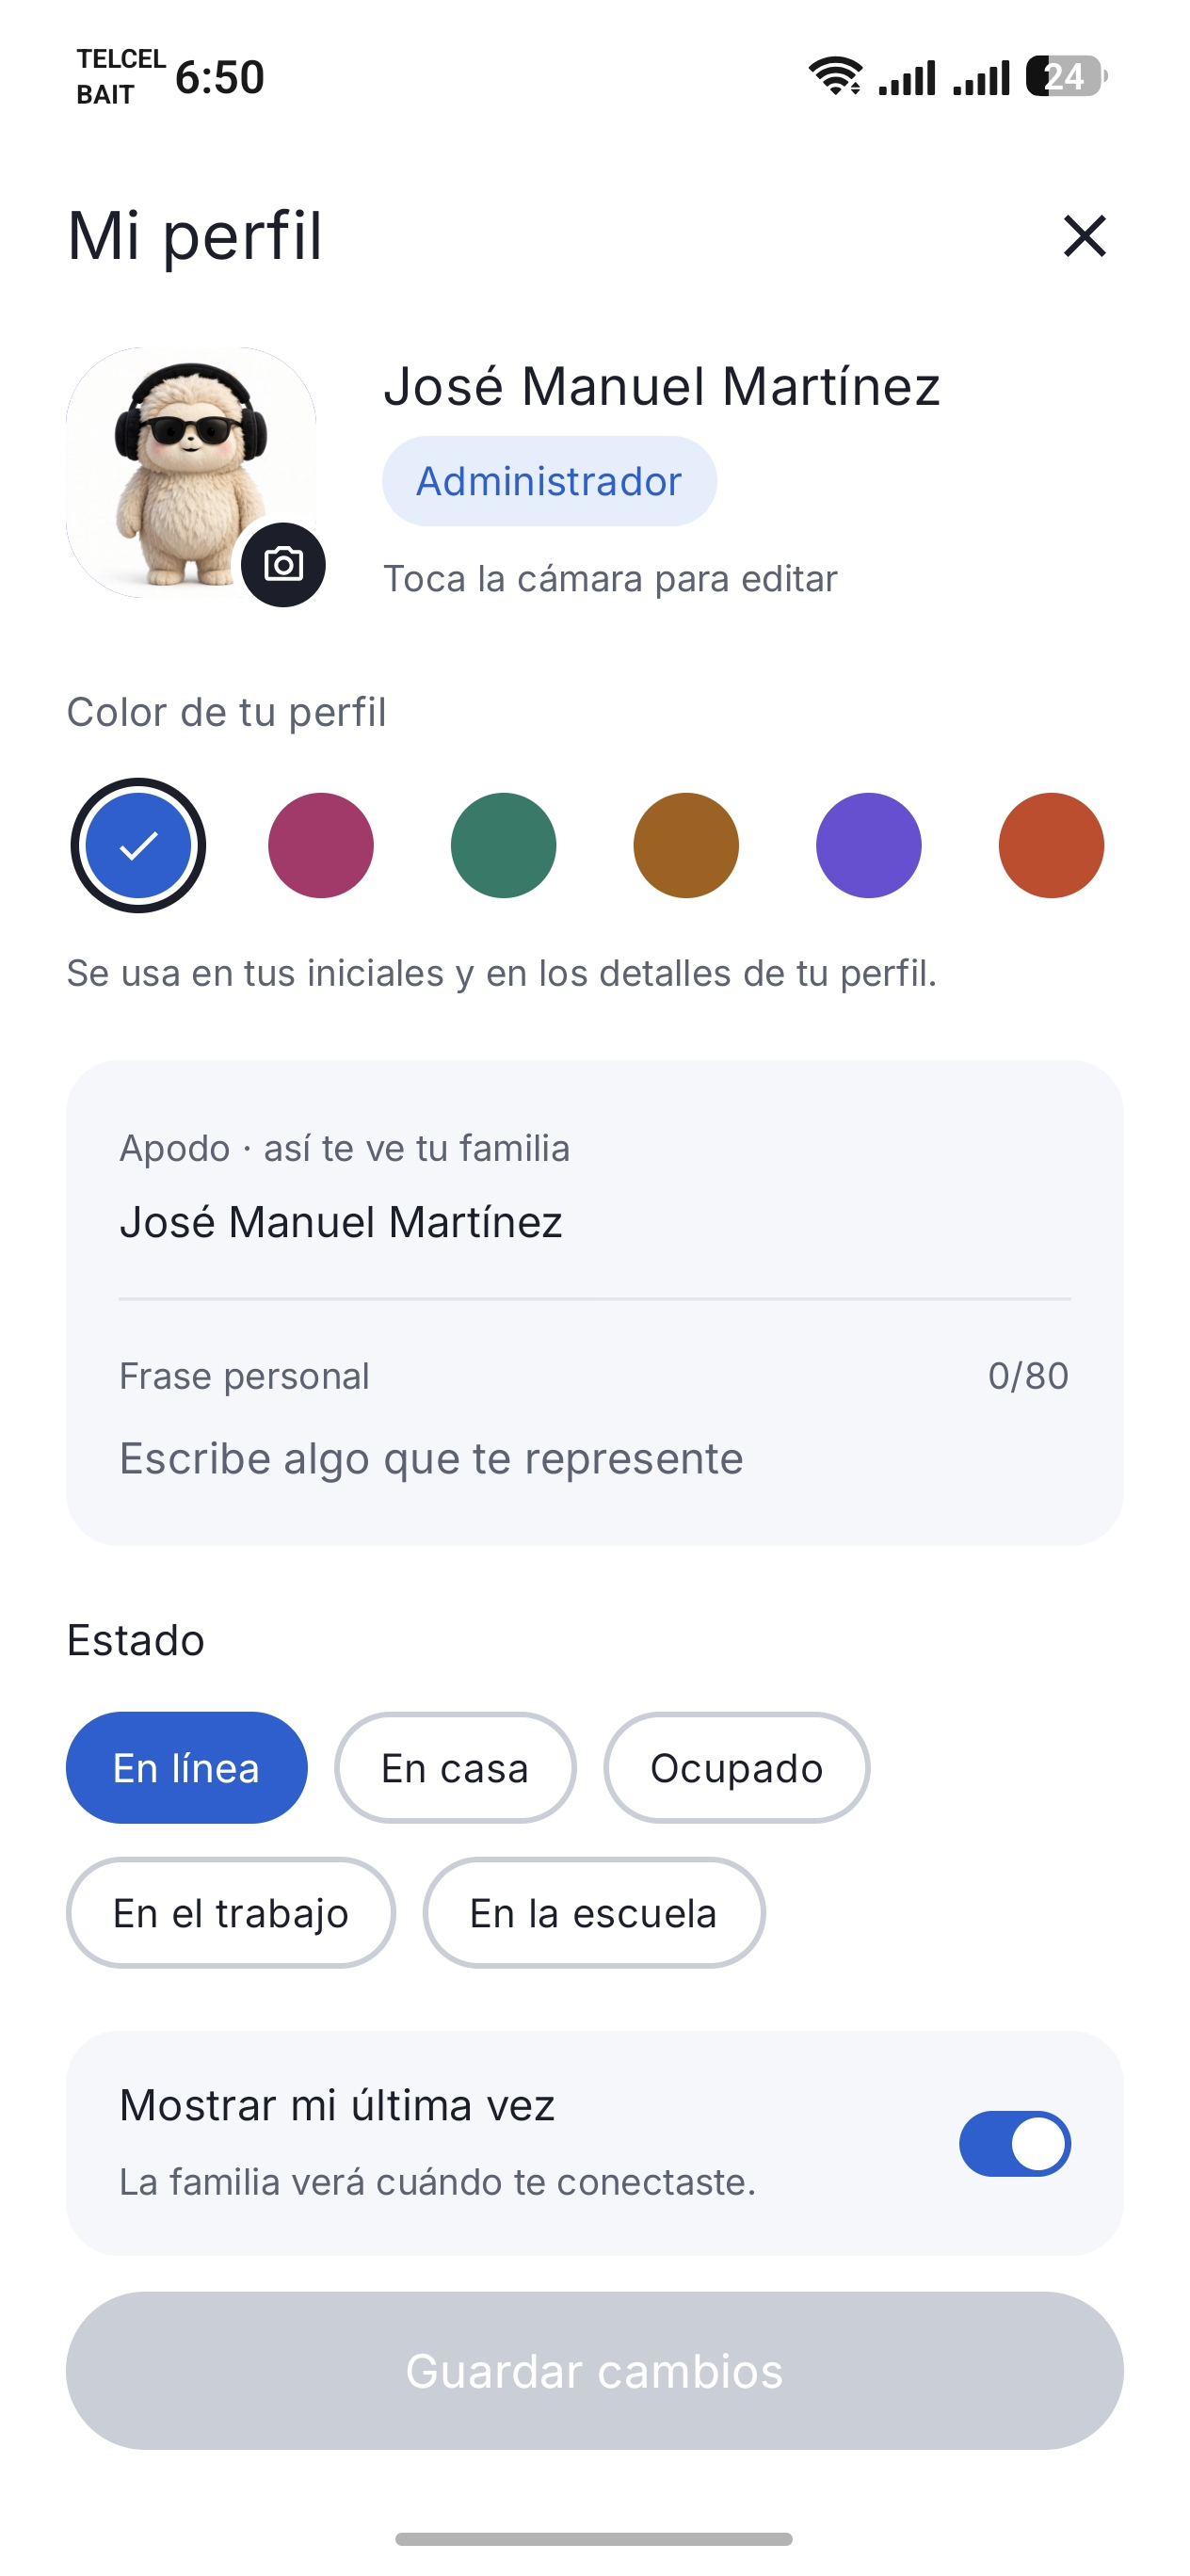 TELCEL
BAIT
6:50
24
Mi perfil
José Manuel Martínez
Administrador
Toca la cámara para editar
Color de tu perfil
Se usa en tus iniciales y en los detalles de tu perfil.
Apodo · así te ve tu familia
José Manuel Martínez
Frase personal 0/80
Escribe algo que te represente
Estado
En línea En casa Ocupado
En el trabajo En la escuela
Mostrar mi última vez
La familia verá cuándo te conectaste.
Guardar cambios